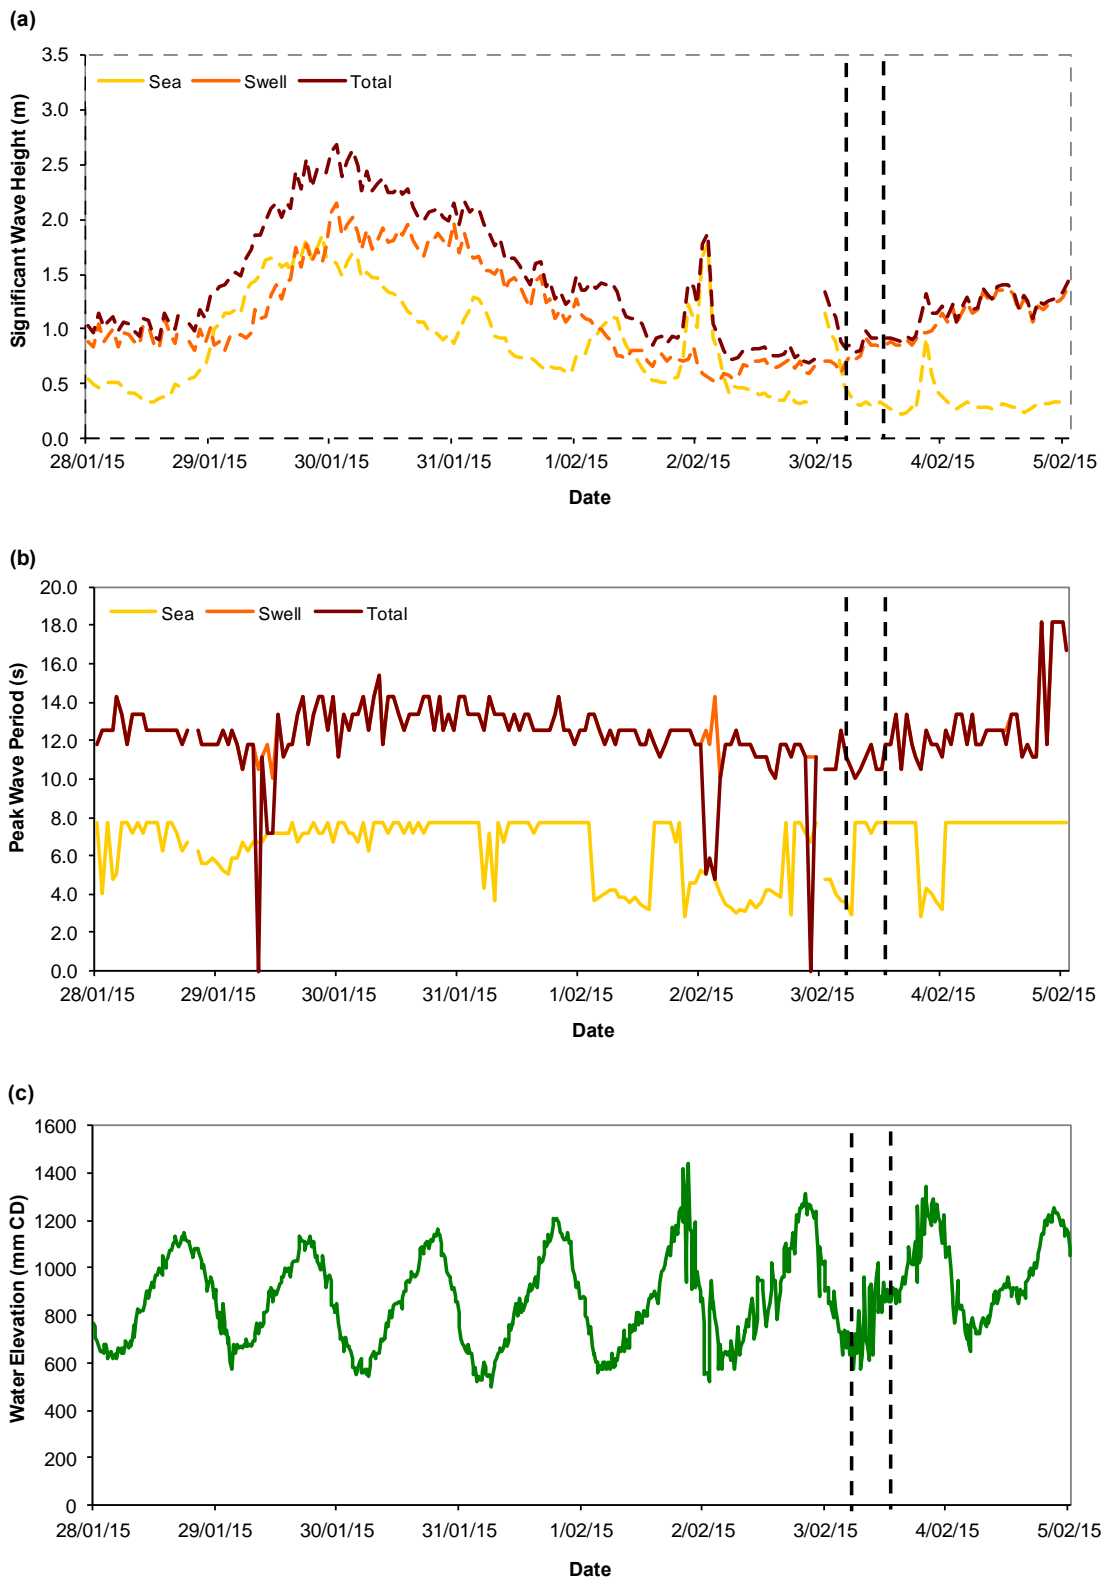 (a)
Significant Wave Height (m)
3.5
3.0
2.5
2.0
1.5
1.0
0.5
0.0
Sea Swell Total
28/01/15 29/01/15 30/01/15 31/01/15 1/02/15 2/02/15 3/02/15 4/02/15 5/02/15
Date
(b)
Peak Wave Period (s)
20.0
18.0
16.0
14.0
12.0
10.0
8.0
6.0
4.0
2.0
0.0
Sea Swell Total
28/01/15 29/01/15 30/01/15 31/01/15 1/02/15 2/02/15 3/02/15 4/02/15 5/02/15
Date
(c)
Water Elevation (mm CD)
1600
1400
1200
1000
800
600
400
200
0
28/01/15 29/01/15 30/01/15 31/01/15 1/02/15 2/02/15 3/02/15 4/02/15 5/02/15
Date